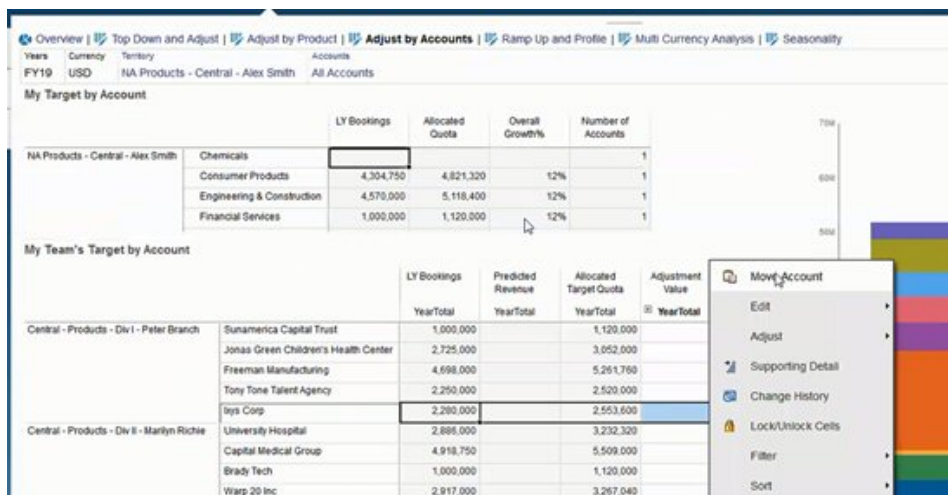 Overview | Top Down and Adjust | Adjust by Product | Adjust by Accounts | Ramp Up and Profile | Multi Currency Analysis | Seasonality
Years Currency Territory Accounts
FY19 USD NA Products - Central - Alex Smith All Accounts
My Target by Account
LY Bookings Allocated Quota Overall Growth% Number of Accounts
NA Products - Central - Alex Smith Chemicals 1
Consumer Products 4,304,750 4,821,320 12% 1
Engineering & Construction 4,570,000 5,118,400 12% 1
Financial Services 1,000,000 1,120,000 12% 1
70M
60M
50M
My Team's Target by Account
LY Bookings Predicted Revenue Allocated Target Quota Adjustment Value
YearTotal YearTotal YearTotal YearTotal
Central - Products - Div I - Peter Branch Sunamerica Capital Trust 1,000,000 1,120,000
Jonas Green Children's Health Center 2,725,000 3,052,000
Freeman Manufacturing 4,698,000 5,261,760
Tony Tone Talent Agency 2,250,000 2,520,000
Ixys Corp 2,280,000 2,553,600
Central - Products - Div II - Marilyn Richie University Hospital 2,886,000 3,232,320
Capital Medical Group 4,918,750 5,509,000
Brady Tech 1,000,000 1,120,000
Warp 20 Inc 2,917,000 3,267,040
Move Account
Edit
Adjust
Supporting Detail
Change History
Lock/Unlock Cells
Filter
Sort